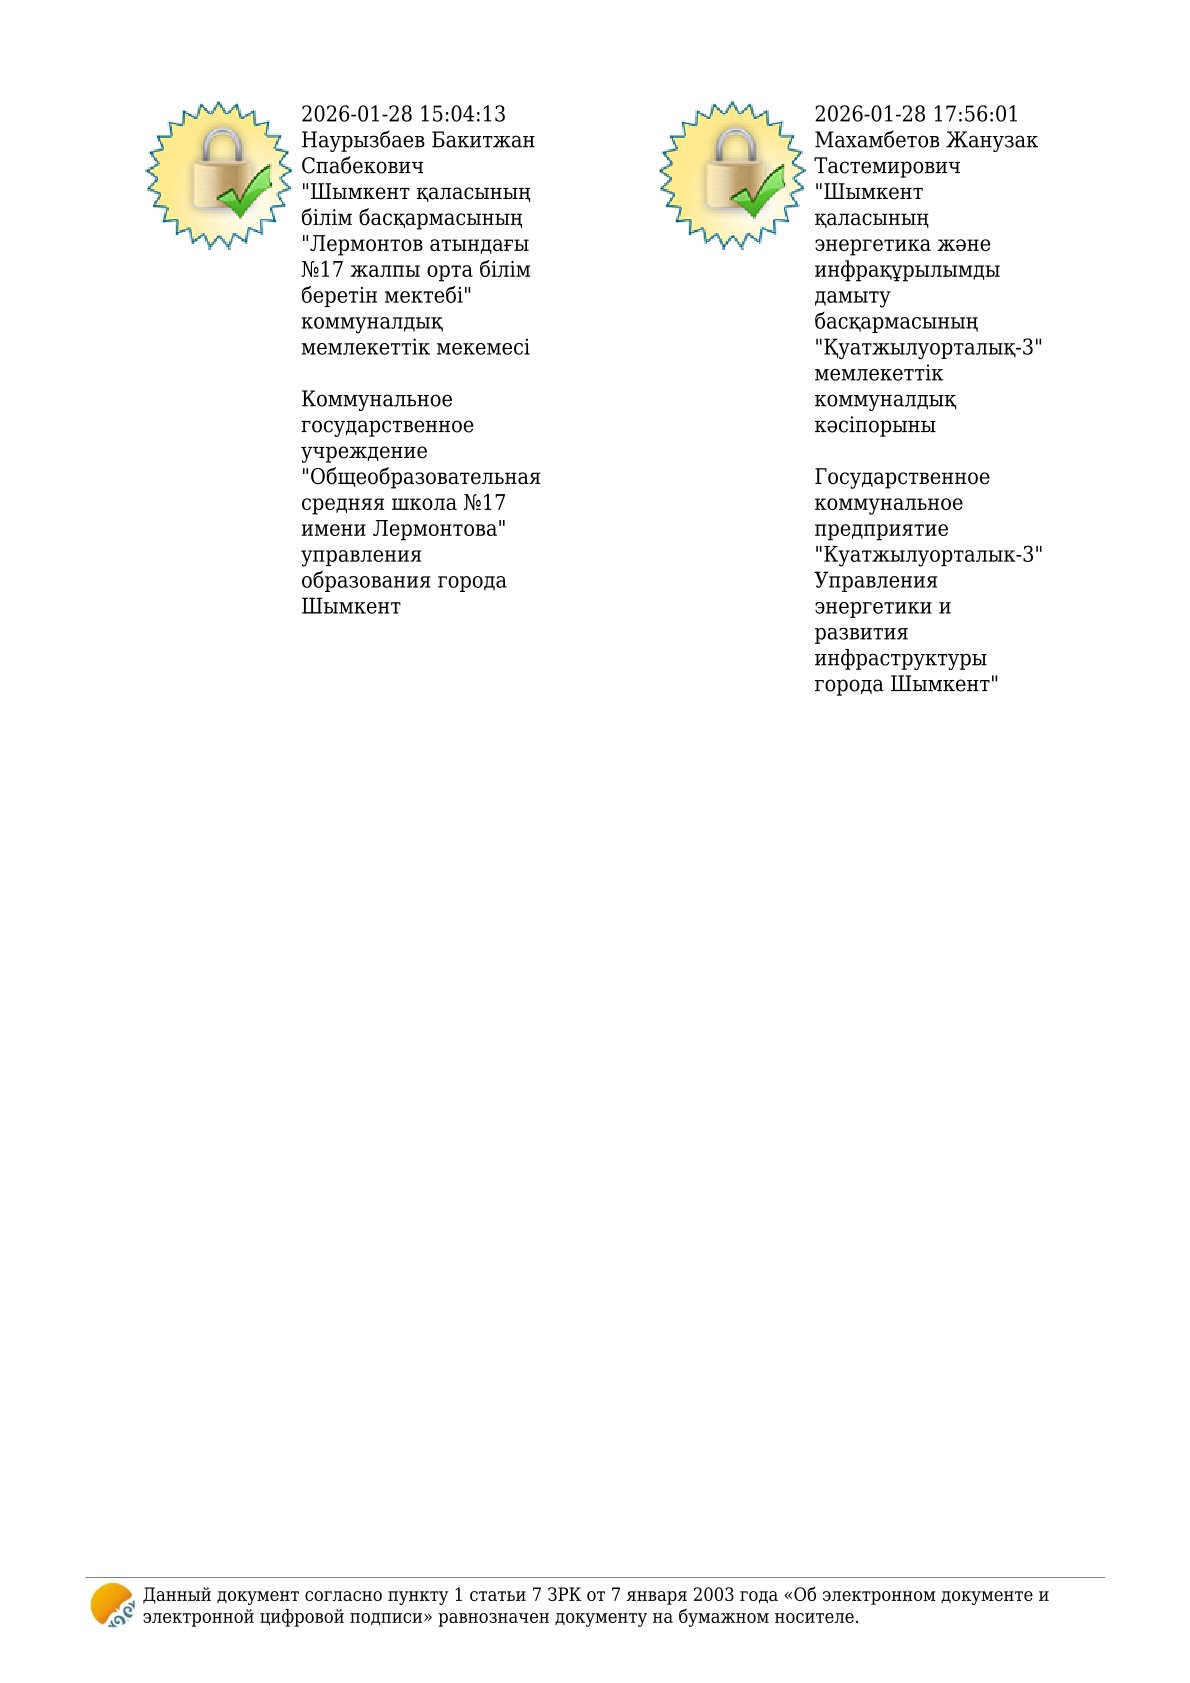 2026-01-28 15:04:13
Наурызбаев Бакитжан
Спабекович
"Шымкент қаласының
білім басқармасының
"Лермонтов атындағы
№17 жалпы орта білім
беретін мектебі"
коммуналдық
мемлекеттік мекемесі
Коммунальное
государственное
учреждение
"Общеобразовательная
средняя школа №17
имени Лермонтова"
управления
образования города
Шымкент
2026-01-28 17:56:01
Махамбетов Жанузак
Тастемирович
"Шымкент
қаласының
энергетика және
инфрақұрылымды
дамыту
басқармасының
"Қуатжылуорталық-3"
мемлекеттік
коммуналдық
кәсіпорыны
Государственное
коммунальное
предприятие
"Куатжылуорталык-3"
Управления
энергетики и
развития
инфраструктуры
города Шымкент"
Данный документ согласно пункту 1 статьи 7 ЗРК от 7 января 2003 года «Об электронном документе и
электронной цифровой подписи» равнозначен документу на бумажном носителе.